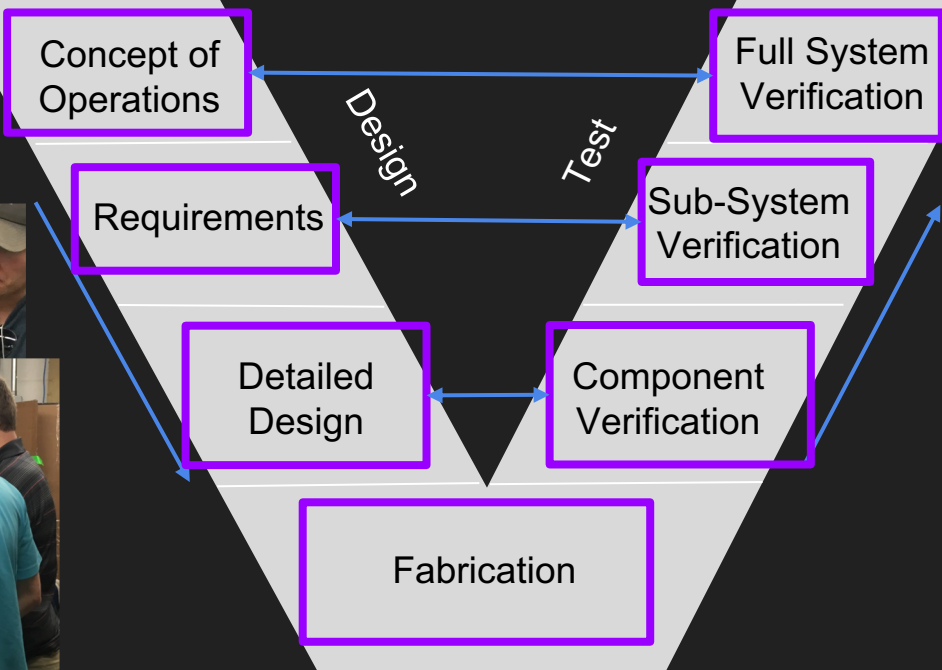 Concept of
Operations
Full System
Verification
Design
Test
Requirements
Sub-System
Verification
Detailed
Design
Component
Verification
Fabrication